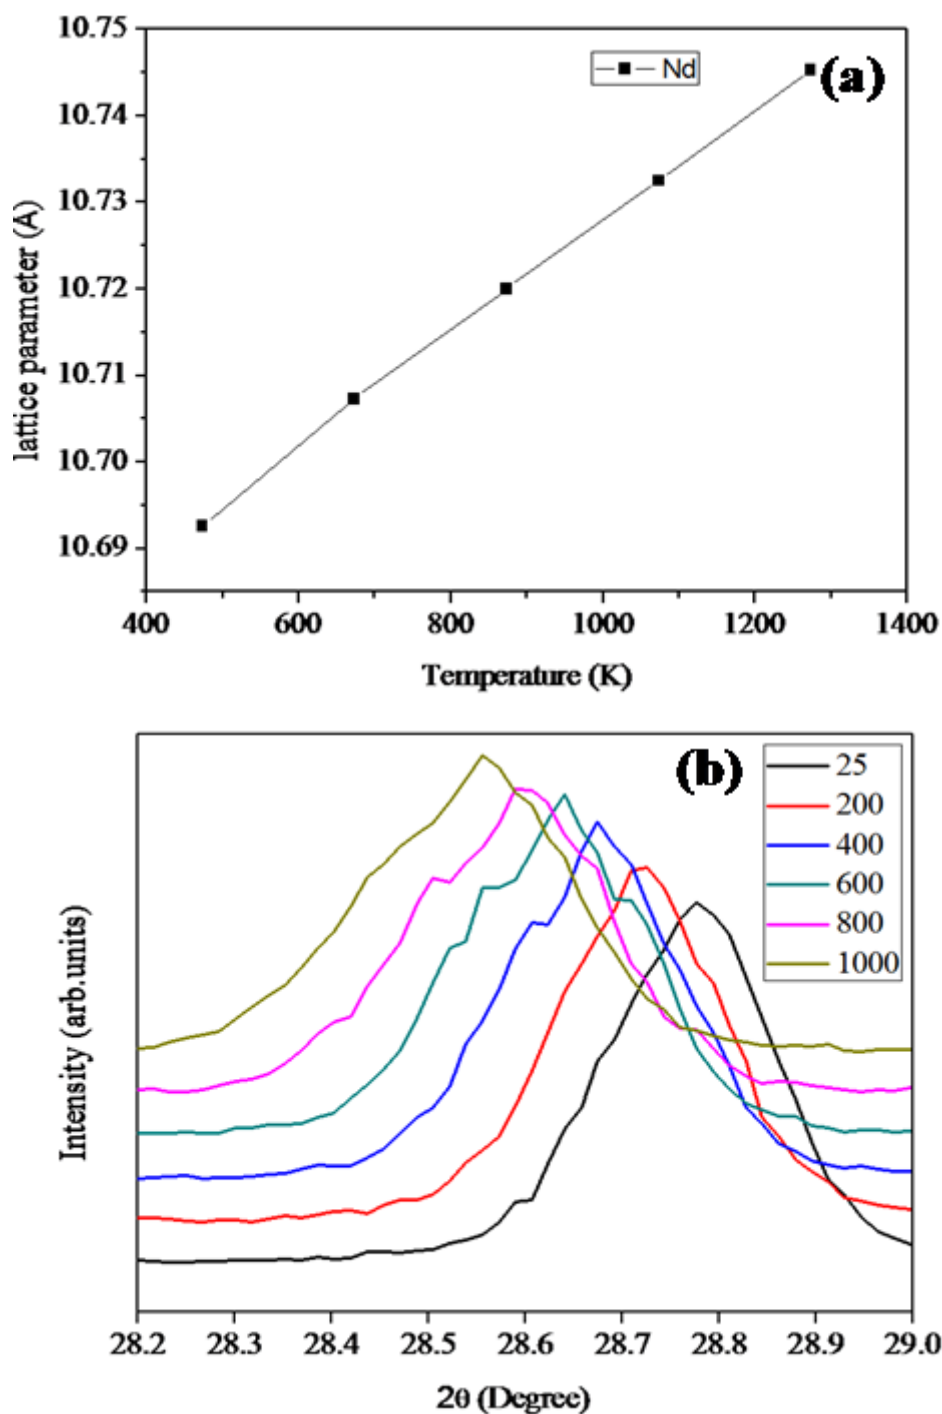 10.75
10.74
10.73
10.72
10.71
10.70
10.69
lattice parameter (A)
Nd
(a)
400 600 800 1000 1200 1400
Temperature (K)
(b)
25
200
400
600
800
1000
Intensity (arb.units)
28.2 28.3 28.4 28.5 28.6 28.7 28.8 28.9 29.0
2θ (Degree)